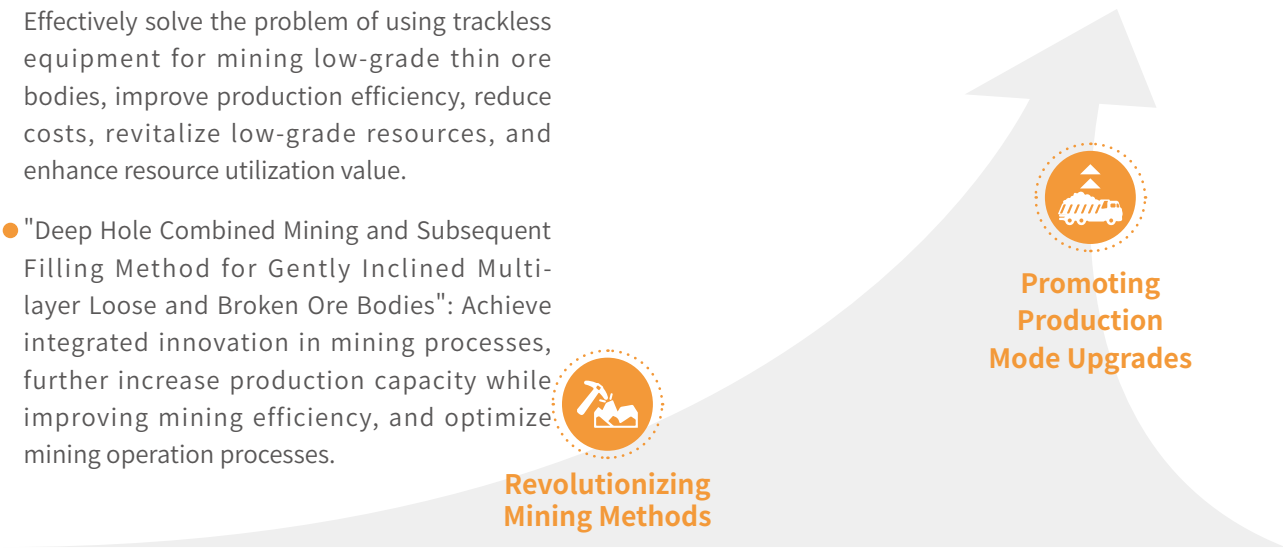 Effectively solve the problem of using trackless
equipment for mining low-grade thin ore
bodies, improve production efficiency, reduce
costs, revitalize low-grade resources, and
enhance resource utilization value.
"Deep Hole Combined Mining and Subsequent
Filling Method for Gently Inclined Multi-
layer Loose and Broken Ore Bodies": Achieve
integrated innovation in mining processes,
further increase production capacity while
improving mining efficiency, and optimize
mining operation processes.
Revolutionizing
Mining Methods
Promoting
Production
Mode Upgrades